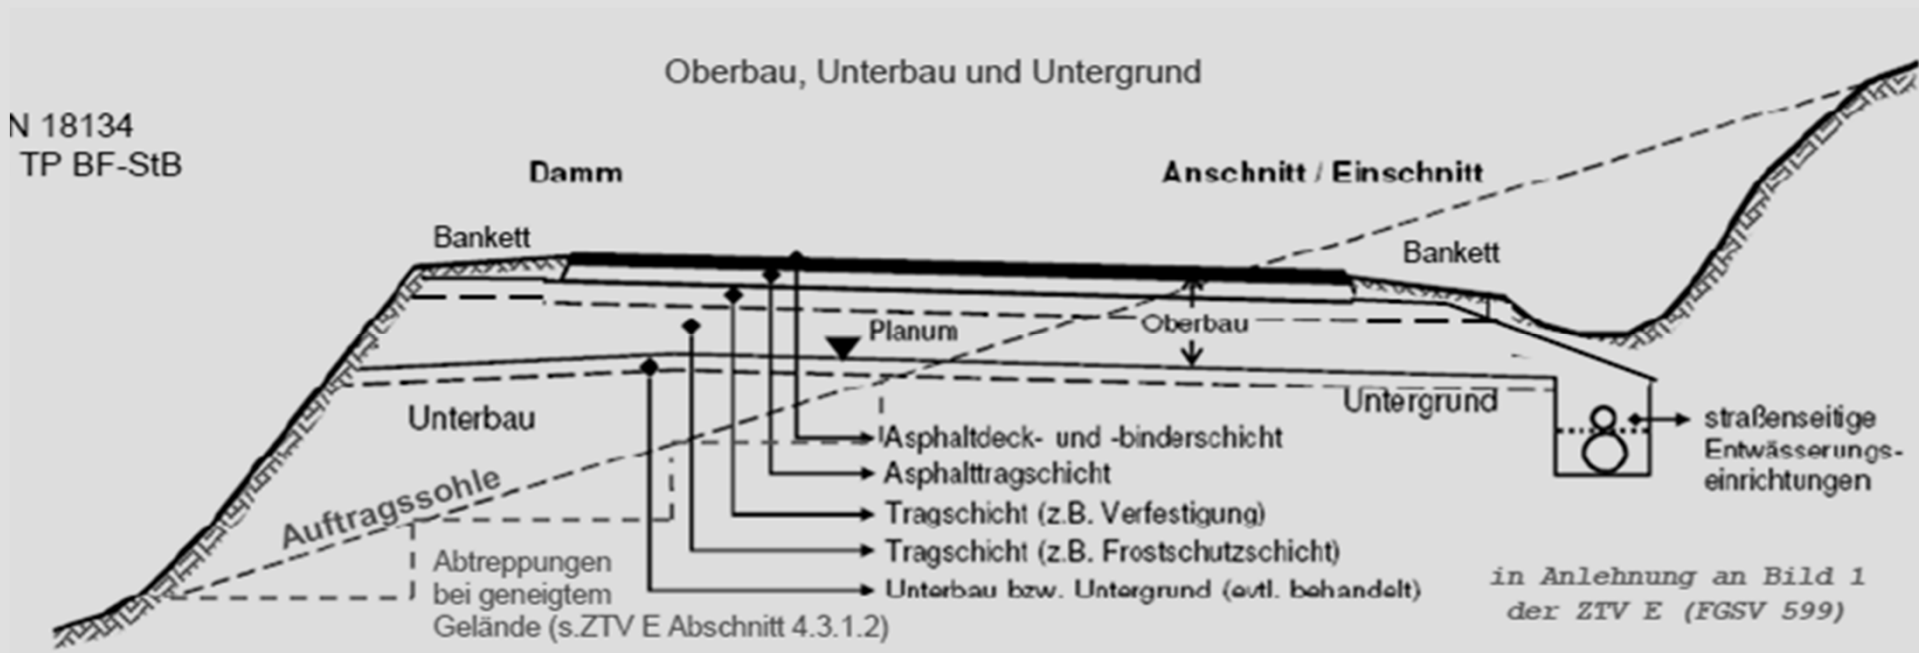 Oberbau, Unterbau und Untergrund
N 18134
TP BF-StB
Damm
Anschnitt / Einschnitt
Bankett
Bankett
Planum
Oberbau
Unterbau
Untergrund
Asphaltdeck- und -binderschicht
straßenseitige
Entwässerungs-
einrichtungen
Asphalttragschicht
Auftragssohle
Tragschicht (z.B. Verfestigung)
Tragschicht (z.B. Frostschutzschicht)
Unterbau bzw. Untergrund (evtl. behandelt)
Abtreppungen
bei geneigtem
Gelände (s.ZTV E Abschnitt 4.3.1.2)
in Anlehnung an Bild 1
der ZTV E (FGSV 599)